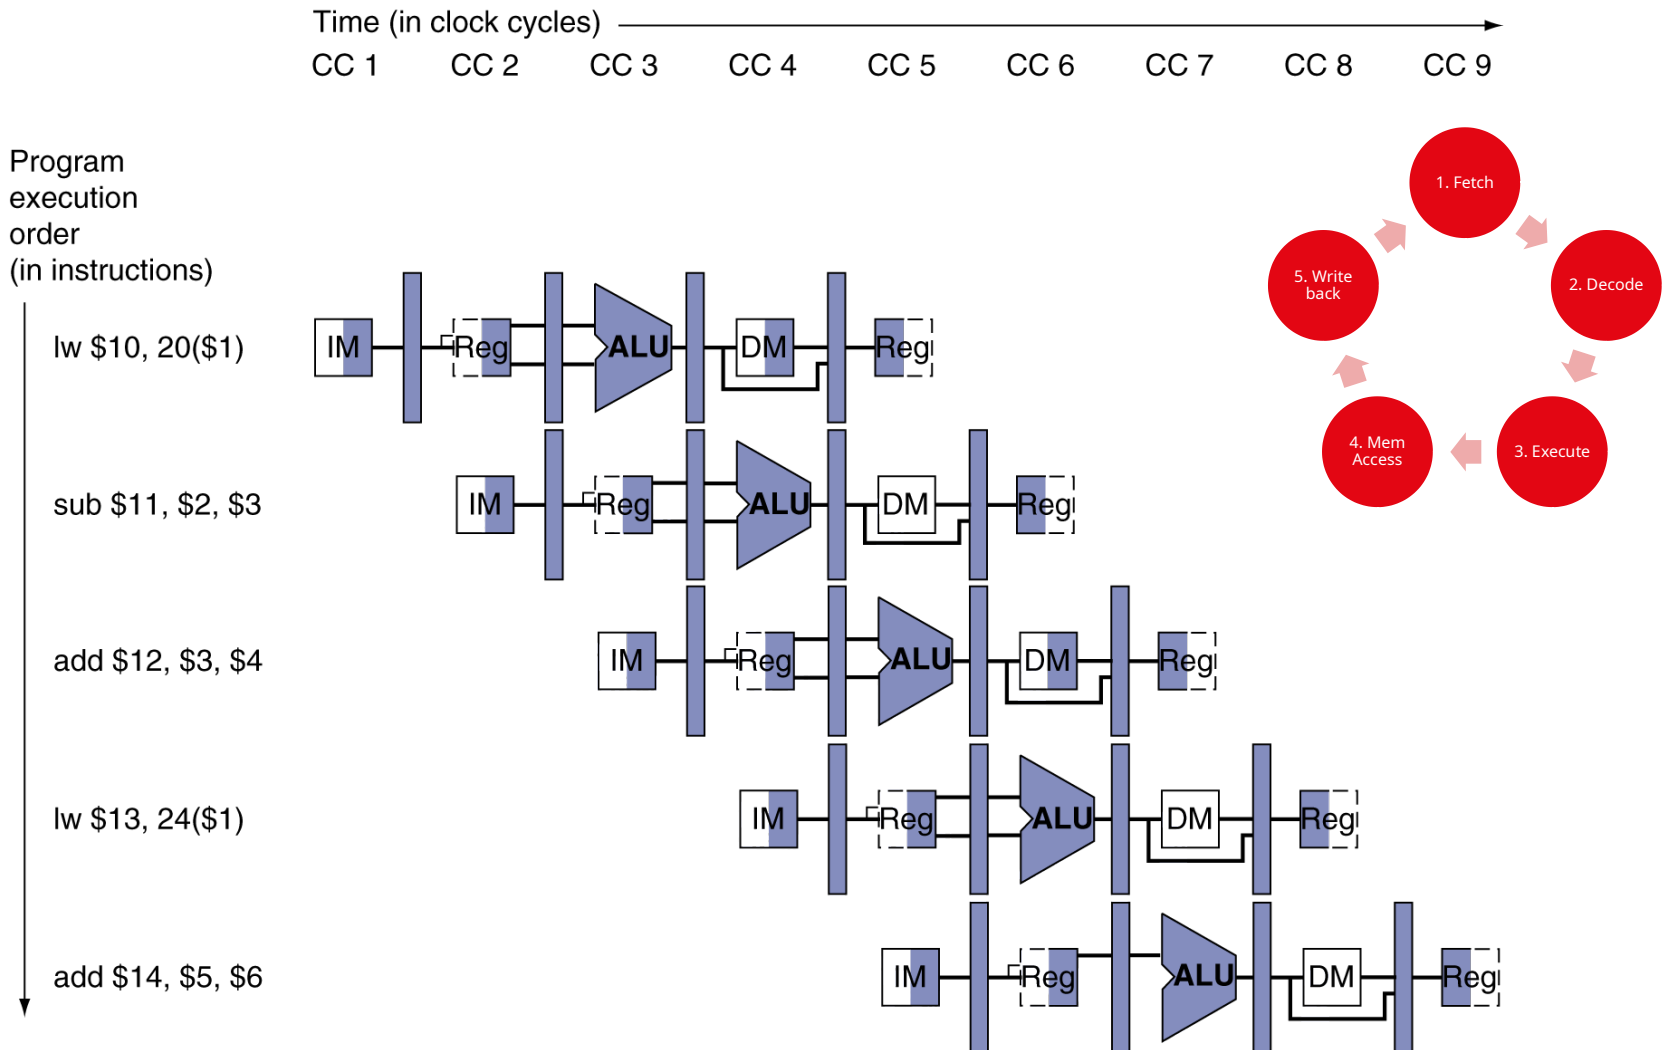 Time (in clock cycles)
CC 1 CC 2 CC 3 CC 4 CC 5 CC 6 CC 7 CC 8 CC 9
Program
execution
order
(in instructions)
1. Fetch
2. Decode
3. Execute
4. Mem
Access
5. Write
back
lw $10, 20($1) IM Reg ALU DM Reg
sub $11, $2, $3 IM Reg ALU DM Reg
add $12, $3, $4 IM Reg ALU DM Reg
lw $13, 24($1) IM Reg ALU DM Reg
add $14, $5, $6 IM Reg ALU DM Reg